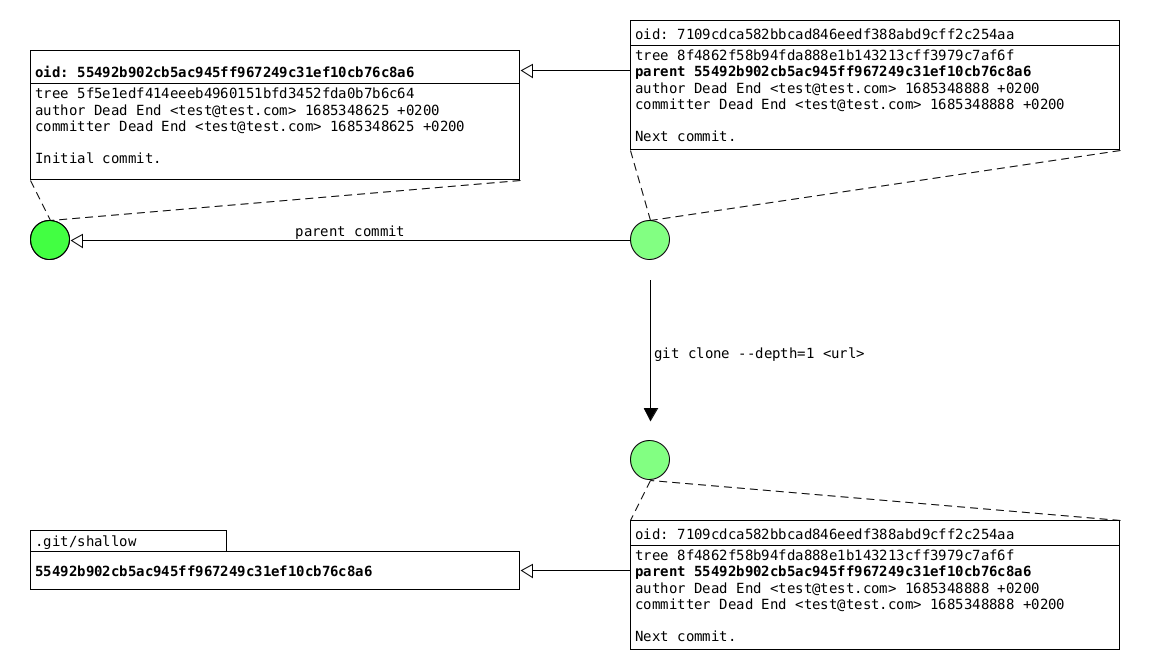 oid: 55492b902cb5ac945ff967249c31ef10cb76c8a6
tree 5f5e1edf414eeeb4960151bfd3452fda0b7b6c64
author Dead End <test@test.com> 1685348625 +0200
committer Dead End <test@test.com> 1685348625 +0200
Initial commit.
oid: 7109cdca582bbcad846eedf388abd9cff2c254aa
tree 8f4862f58b94fda888e1b143213cff3979c7af6f
parent 55492b902cb5ac945ff967249c31ef10cb76c8a6
author Dead End <test@test.com> 1685348888 +0200
committer Dead End <test@test.com> 1685348888 +0200
Next commit.
parent commit
git clone --depth=1 <url>
.git/shallow
55492b902cb5ac945ff967249c31ef10cb76c8a6
oid: 7109cdca582bbcad846eedf388abd9cff2c254aa
tree 8f4862f58b94fda888e1b143213cff3979c7af6f
parent 55492b902cb5ac945ff967249c31ef10cb76c8a6
author Dead End <test@test.com> 1685348888 +0200
committer Dead End <test@test.com> 1685348888 +0200
Next commit.